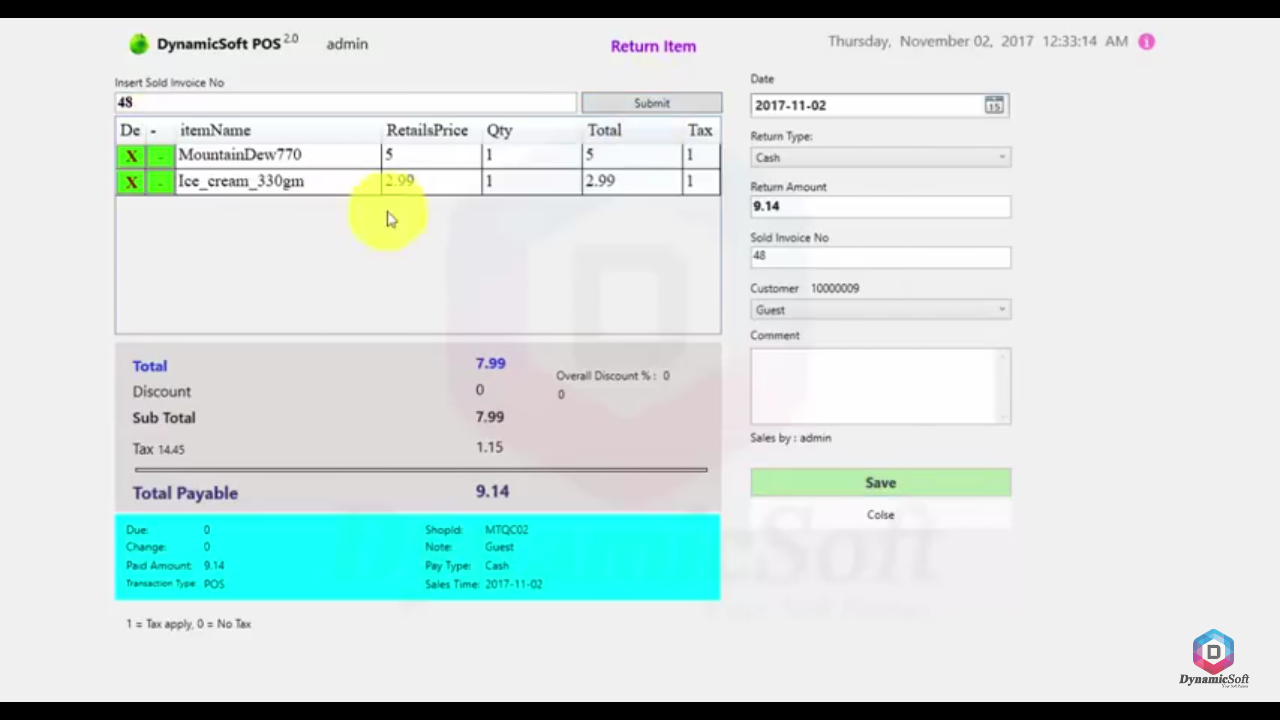 DynamicSoft POS 2.0 admin Return Item Thursday, November 02, 2017 12:33:14 AM
Insert Sold Invoice No
48 Submit
De - itemName RetailsPrice Qty Total Tax
X - MountainDew770 5 1 5 1
X - Ice_cream_330gm 2.99 1 2.99 1
Total 7.99
Discount 0
Overall Discount % : 0
0
Sub Total 7.99
Tax 14.45 1.15
Total Payable 9.14
Due: 0 ShopId: MTQC02
Change: 0 Note: Guest
Paid Amount: 9.14 Pay Type: Cash
Transaction Type: POS Sales Time: 2017-11-02
1 = Tax apply, 0 = No Tax
Date
2017-11-02 15
Return Type:
Cash
Return Amount
9.14
Sold Invoice No
48
Customer 10000009
Guest
Comment
Sales by : admin
Save
Colse
DynamicSoft
D
DynamicSoft